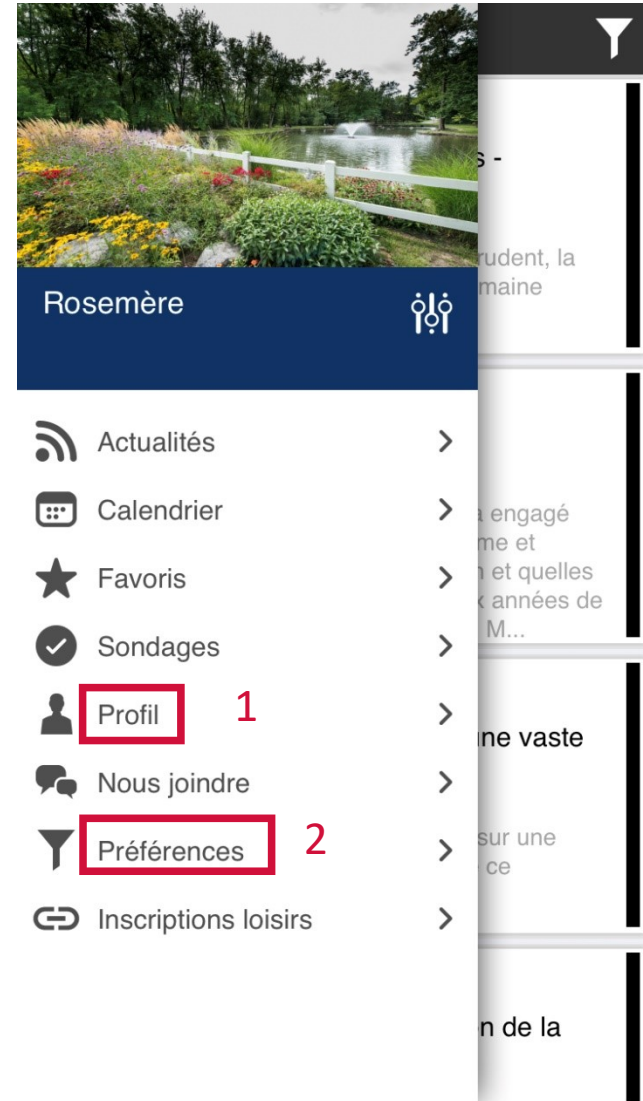 Rosemère
Actualités
Calendrier
Favoris
Sondages
Profil 1
Nous joindre
Préférences 2
Inscriptions loisirs
-
rudent, la
maine
engagé
me et
et quelles
années de
M...
ne vaste
sur une
ce
n de la